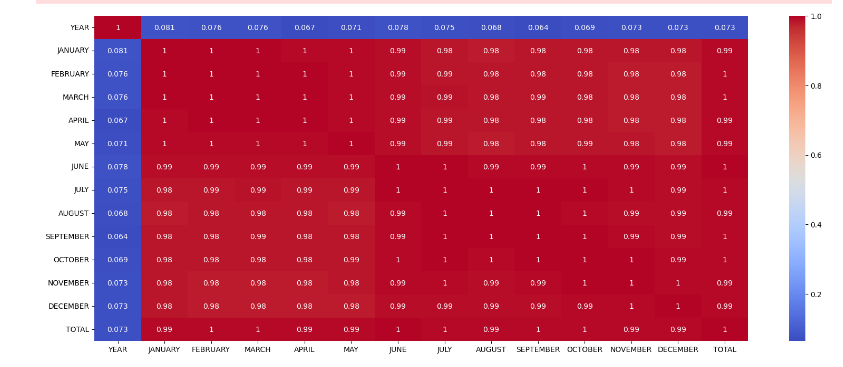 YEAR 1 0.081 0.076 0.076 0.067 0.071 0.078 0.075 0.068 0.064 0.069 0.073 0.073 0.073
JANUARY 0.081 1 1 1 1 1 0.99 0.98 0.98 0.98 0.98 0.98 0.98 0.99
FEBRUARY 0.076 1 1 1 1 1 0.99 0.99 0.98 0.98 0.98 0.98 0.98 1
MARCH 0.076 1 1 1 1 1 0.99 0.99 0.98 0.99 0.98 0.98 0.98 1
APRIL 0.067 1 1 1 1 1 0.99 0.99 0.98 0.98 0.98 0.98 0.98 0.99
MAY 0.071 1 1 1 1 1 0.99 0.99 0.98 0.98 0.99 0.98 0.98 0.99
JUNE 0.078 0.99 0.99 0.99 0.99 0.99 1 1 0.99 0.99 1 0.99 0.99 1
JULY 0.075 0.98 0.99 0.99 0.99 0.99 1 1 1 1 1 1 0.99 1
AUGUST 0.068 0.98 0.98 0.98 0.98 0.98 0.99 1 1 1 1 0.99 0.99 0.99
SEPTEMBER 0.064 0.98 0.98 0.99 0.98 0.98 0.99 1 1 1 1 0.99 0.99 1
OCTOBER 0.069 0.98 0.98 0.98 0.98 0.99 1 1 1 1 1 1 0.99 1
NOVEMBER 0.073 0.98 0.98 0.98 0.98 0.98 0.99 1 0.99 0.99 1 1 1 0.99
DECEMBER 0.073 0.98 0.98 0.98 0.98 0.98 0.99 0.99 0.99 0.99 0.99 1 1 0.99
TOTAL 0.073 0.99 1 1 0.99 0.99 1 1 0.99 1 1 0.99 0.99 1
YEAR JANUARY FEBRUARY MARCH APRIL MAY JUNE JULY AUGUST SEPTEMBER OCTOBER NOVEMBER DECEMBER TOTAL
1.0
0.8
0.6
0.4
0.2